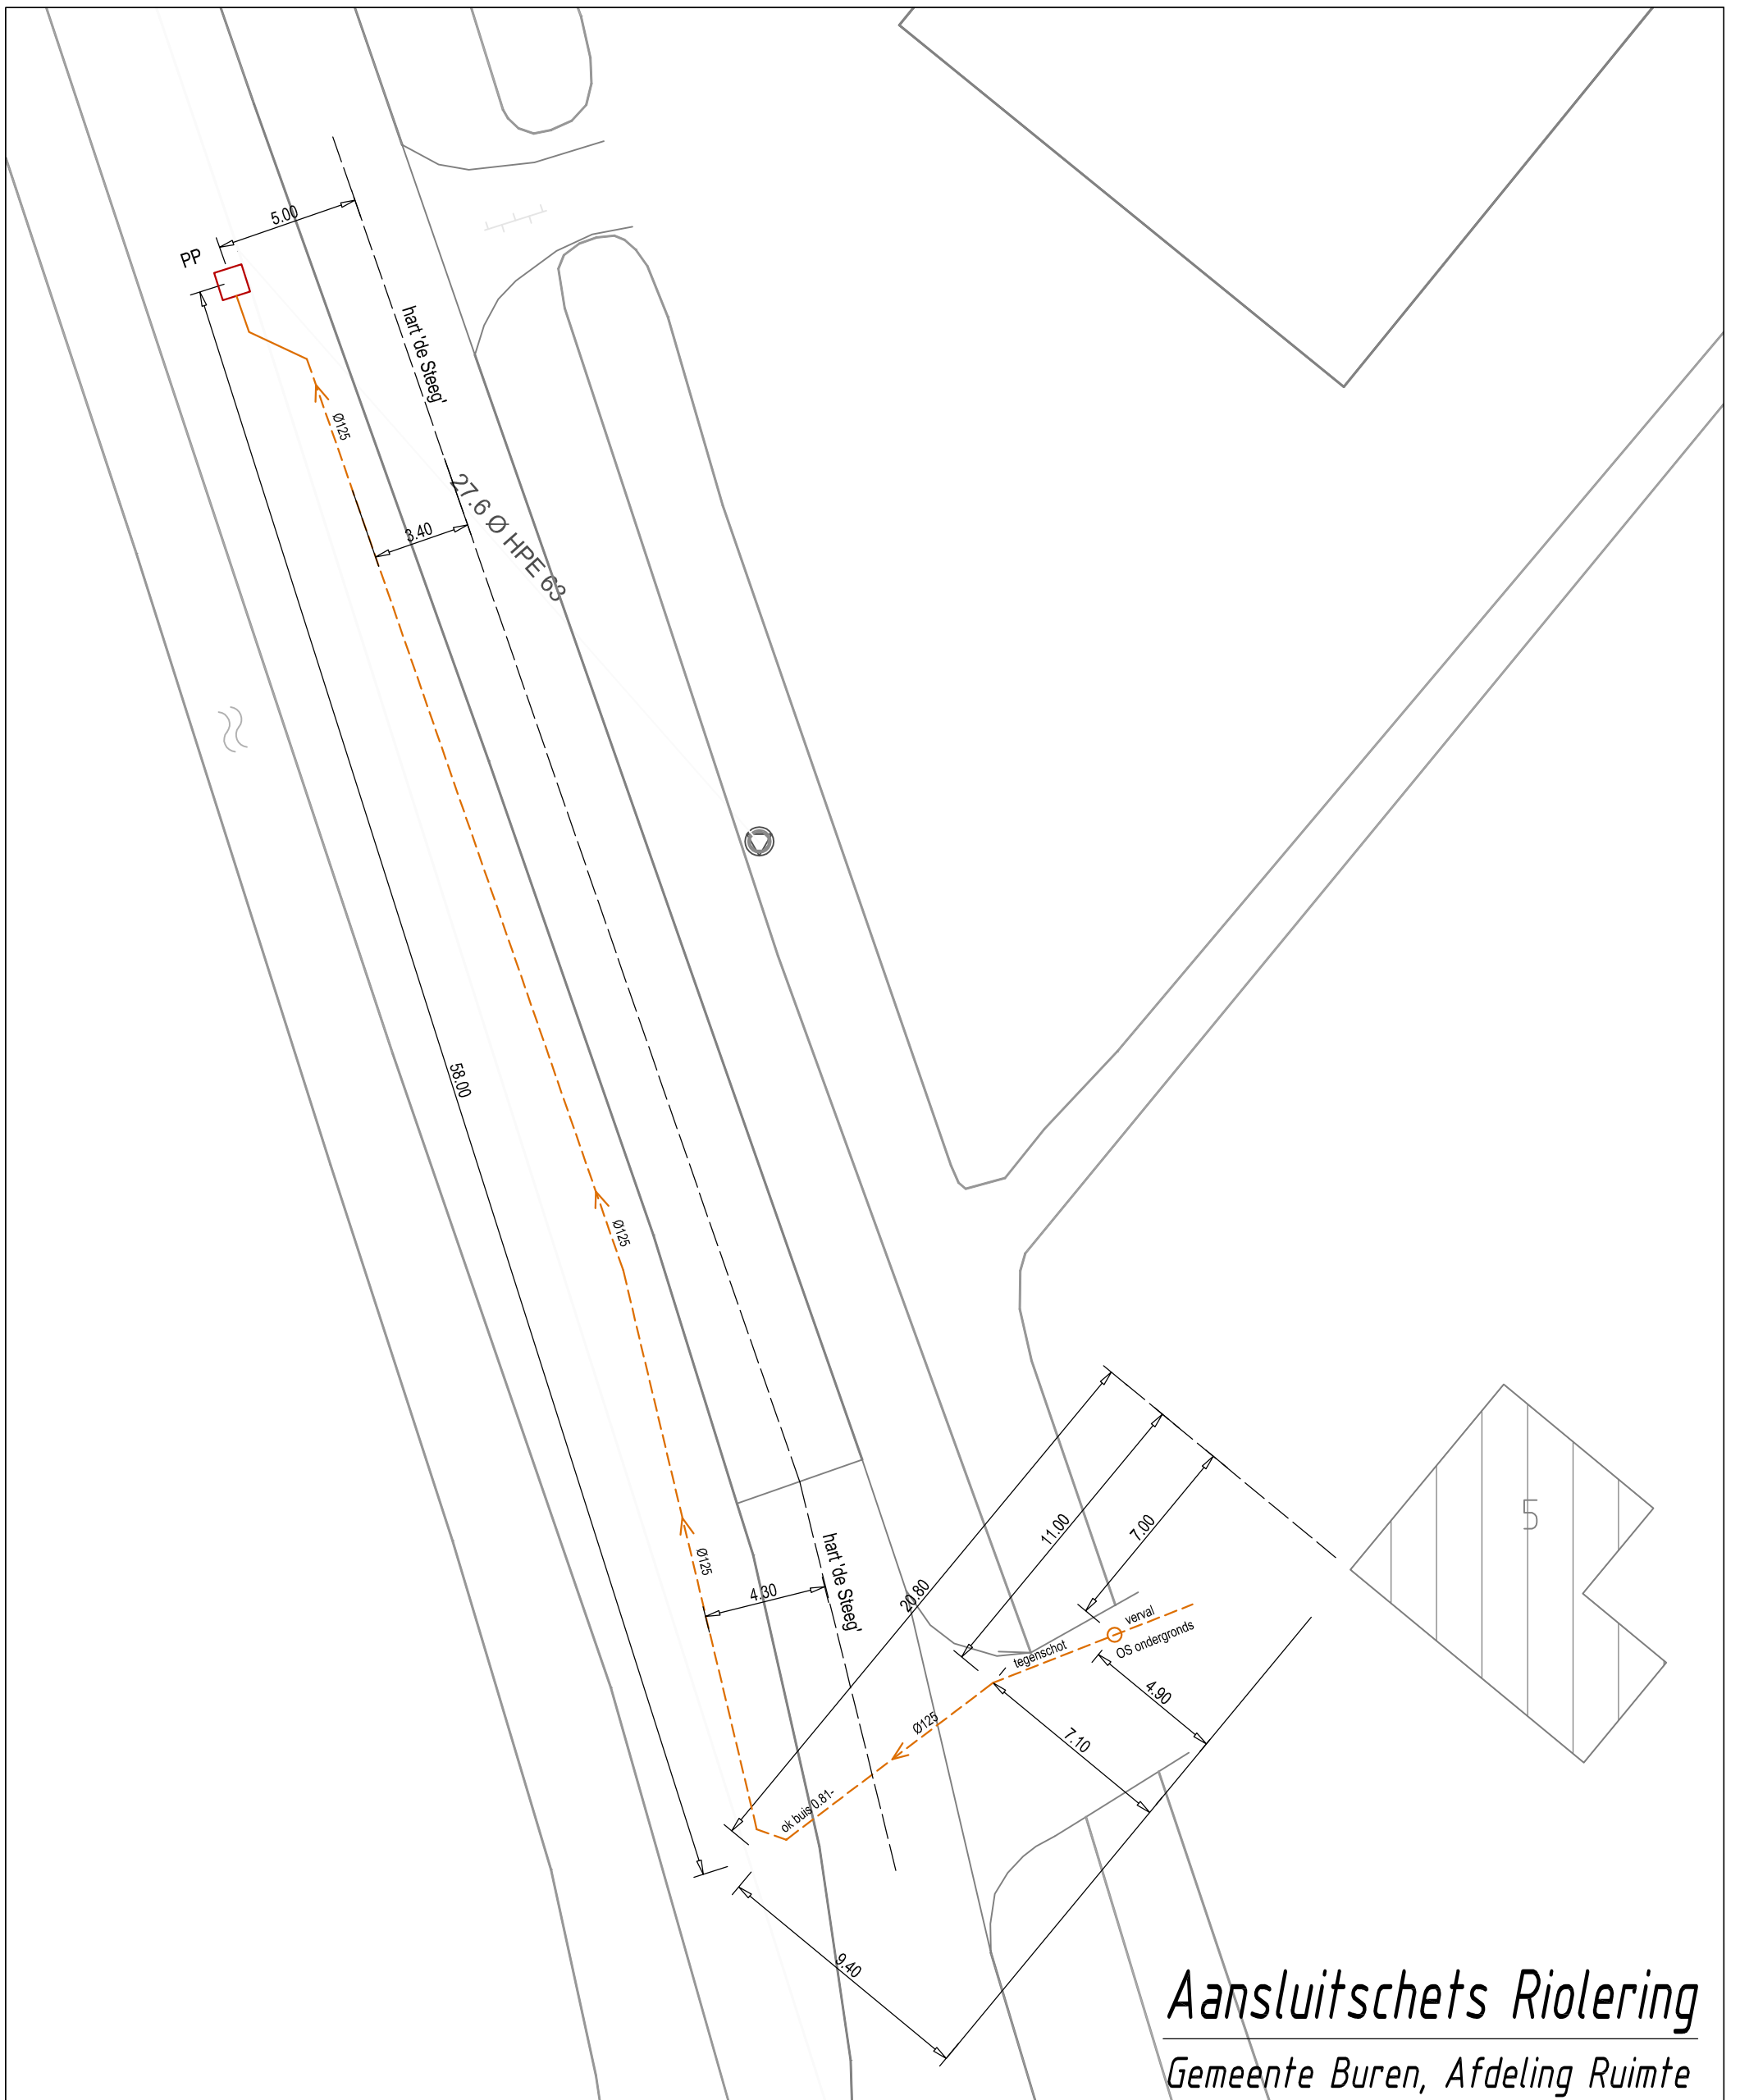 5.00
PP
hart 'de Steeg'
Ø125
27.6 Ø HPE 63
3.40
58.00
Ø125
5
11.00
7.00
hart 'de Steeg'
Ø125
4.30
20.80
verval
OS ondergronds
tegenschot
4.90
Ø125
7.10
ok buis 0.81-
9.40
Aansluitschets Riolering
Gemeente Buren, Afdeling Ruimte